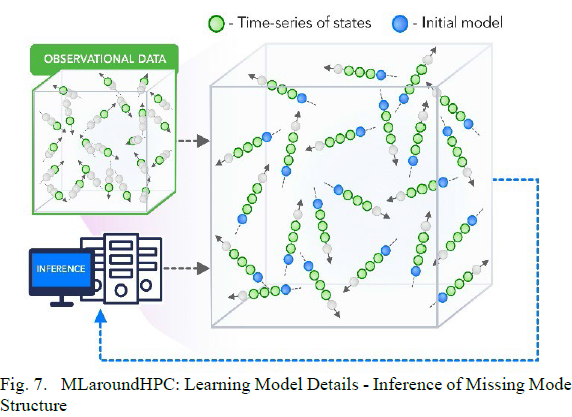 - Time-series of states - Initial model
OBSERVATIONAL DATA
INFERENCE
Fig. 7. MLaroundHPC: Learning Model Details - Inference of Missing Mode
Structure